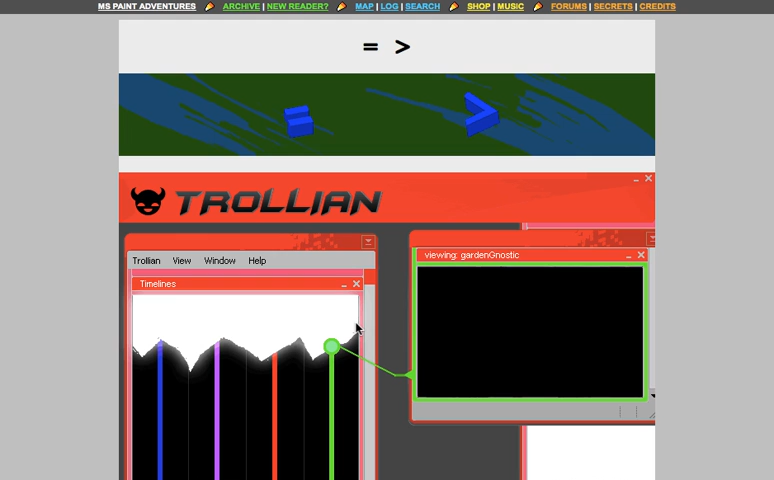 MS PAINT ADVENTURES ARCHIVE | NEW READER? MAP | LOG | SEARCH SHOP | MUSIC FORUMS | SECRETS | CREDITS
= >
= >
TROLLIAN
viewing: gardenGnostic
Trollian View Window Help
Timelines